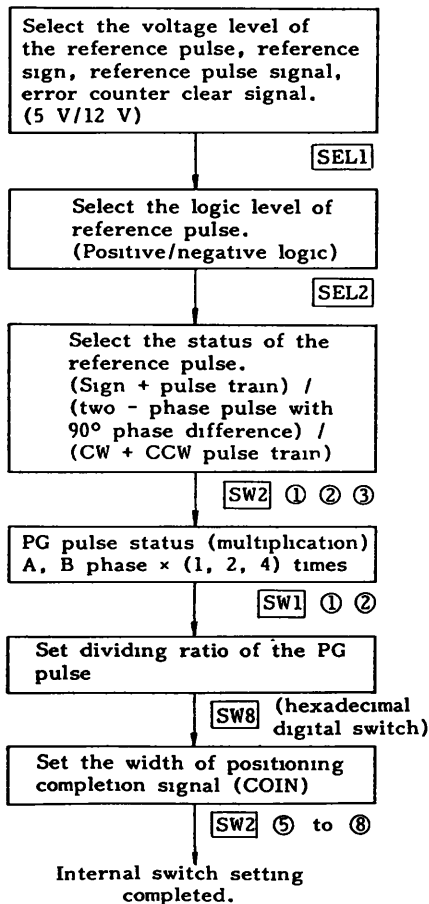 Select the voltage level of
the reference pulse, reference
sign, reference pulse signal,
error counter clear signal.
(5 V/12 V)
SEL1
Select the logic level of
reference pulse.
(Positive/negative logic)
SEL2
Select the status of the
reference pulse.
(Sign + pulse train) /
(two - phase pulse with
90° phase difference) /
(CW + CCW pulse train)
SW2 ① ② ③
PG pulse status (multiplication)
A, B phase × (1, 2, 4) times
SW1 ① ②
Set dividing ratio of the PG
pulse
SW8 (hexadecimal
digital switch)
Set the width of positioning
completion signal (COIN)
SW2 ⑤ to ⑧
Internal switch setting
completed.